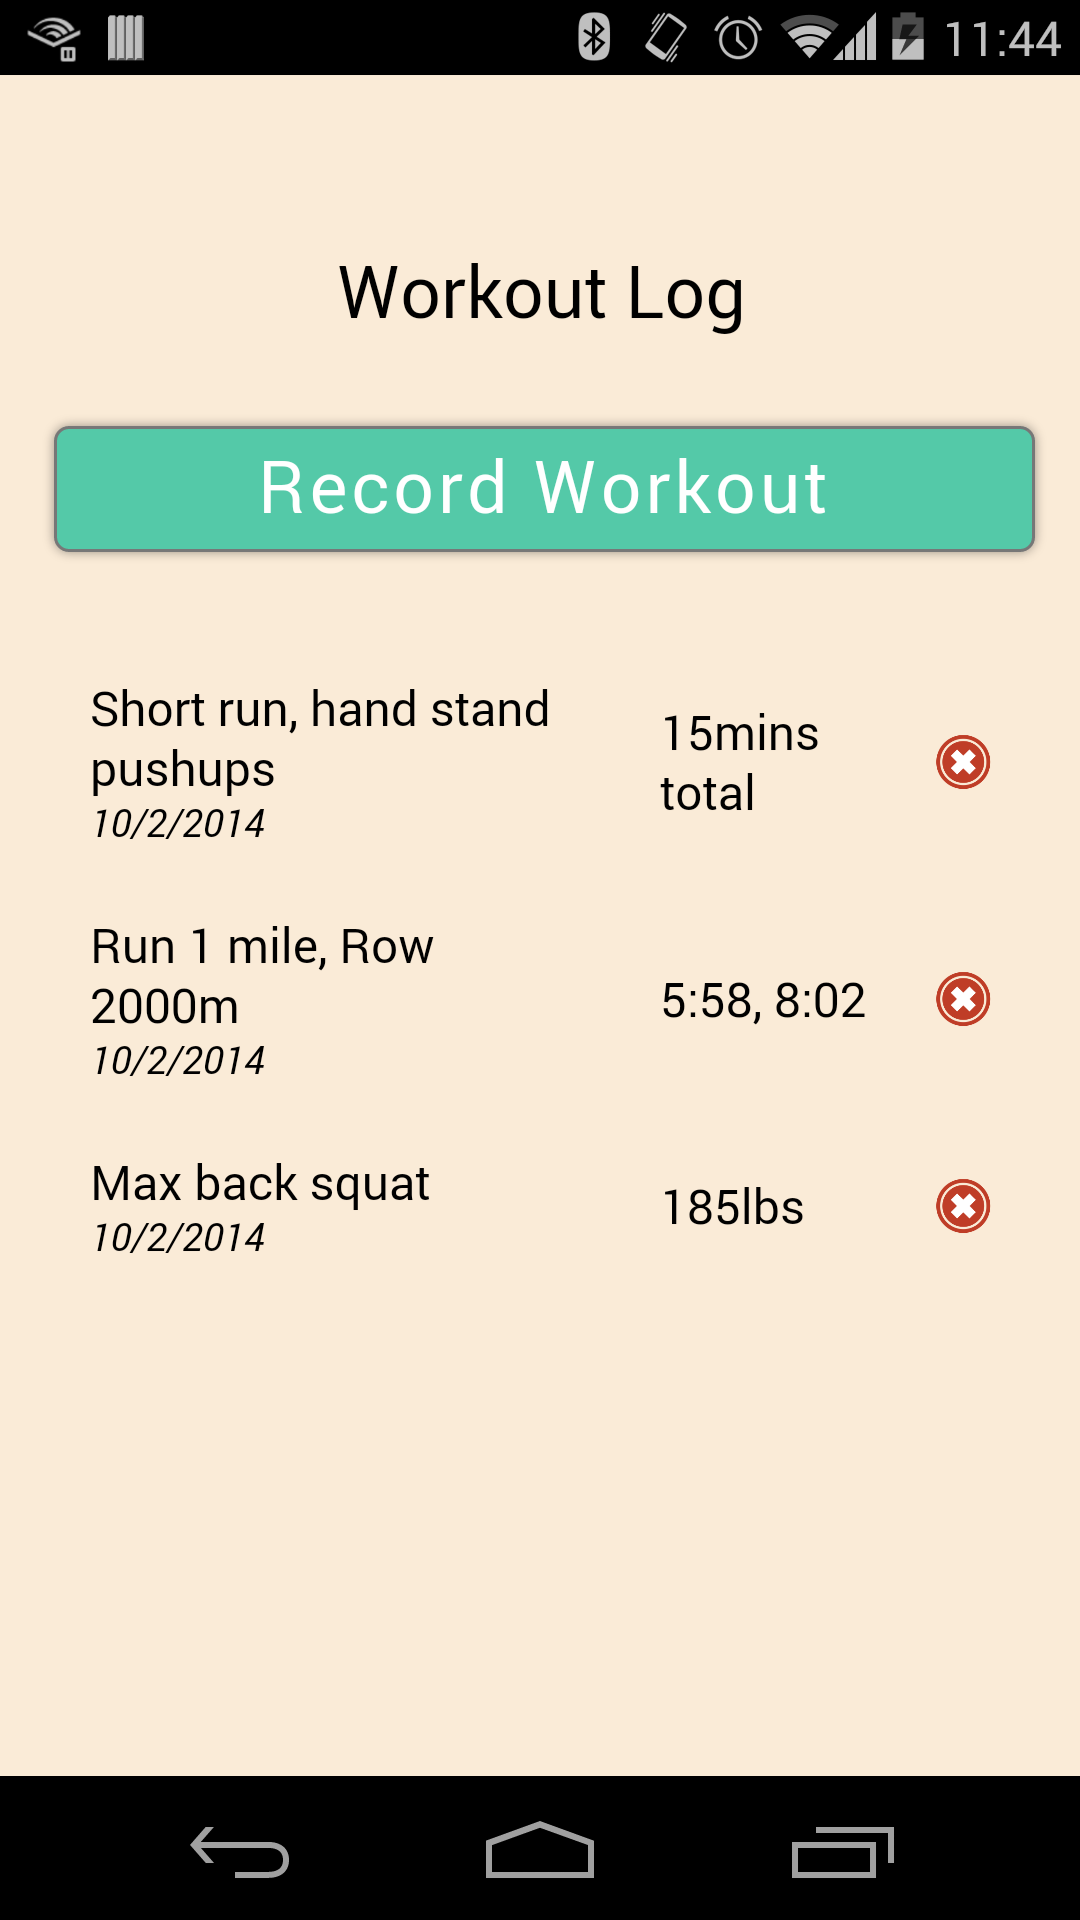 11:44
Workout Log
Record Workout
Short run, hand stand
pushups
10/2/2014
15mins
total
Run 1 mile, Row
2000m
10/2/2014
5:58, 8:02
Max back squat
10/2/2014
185lbs